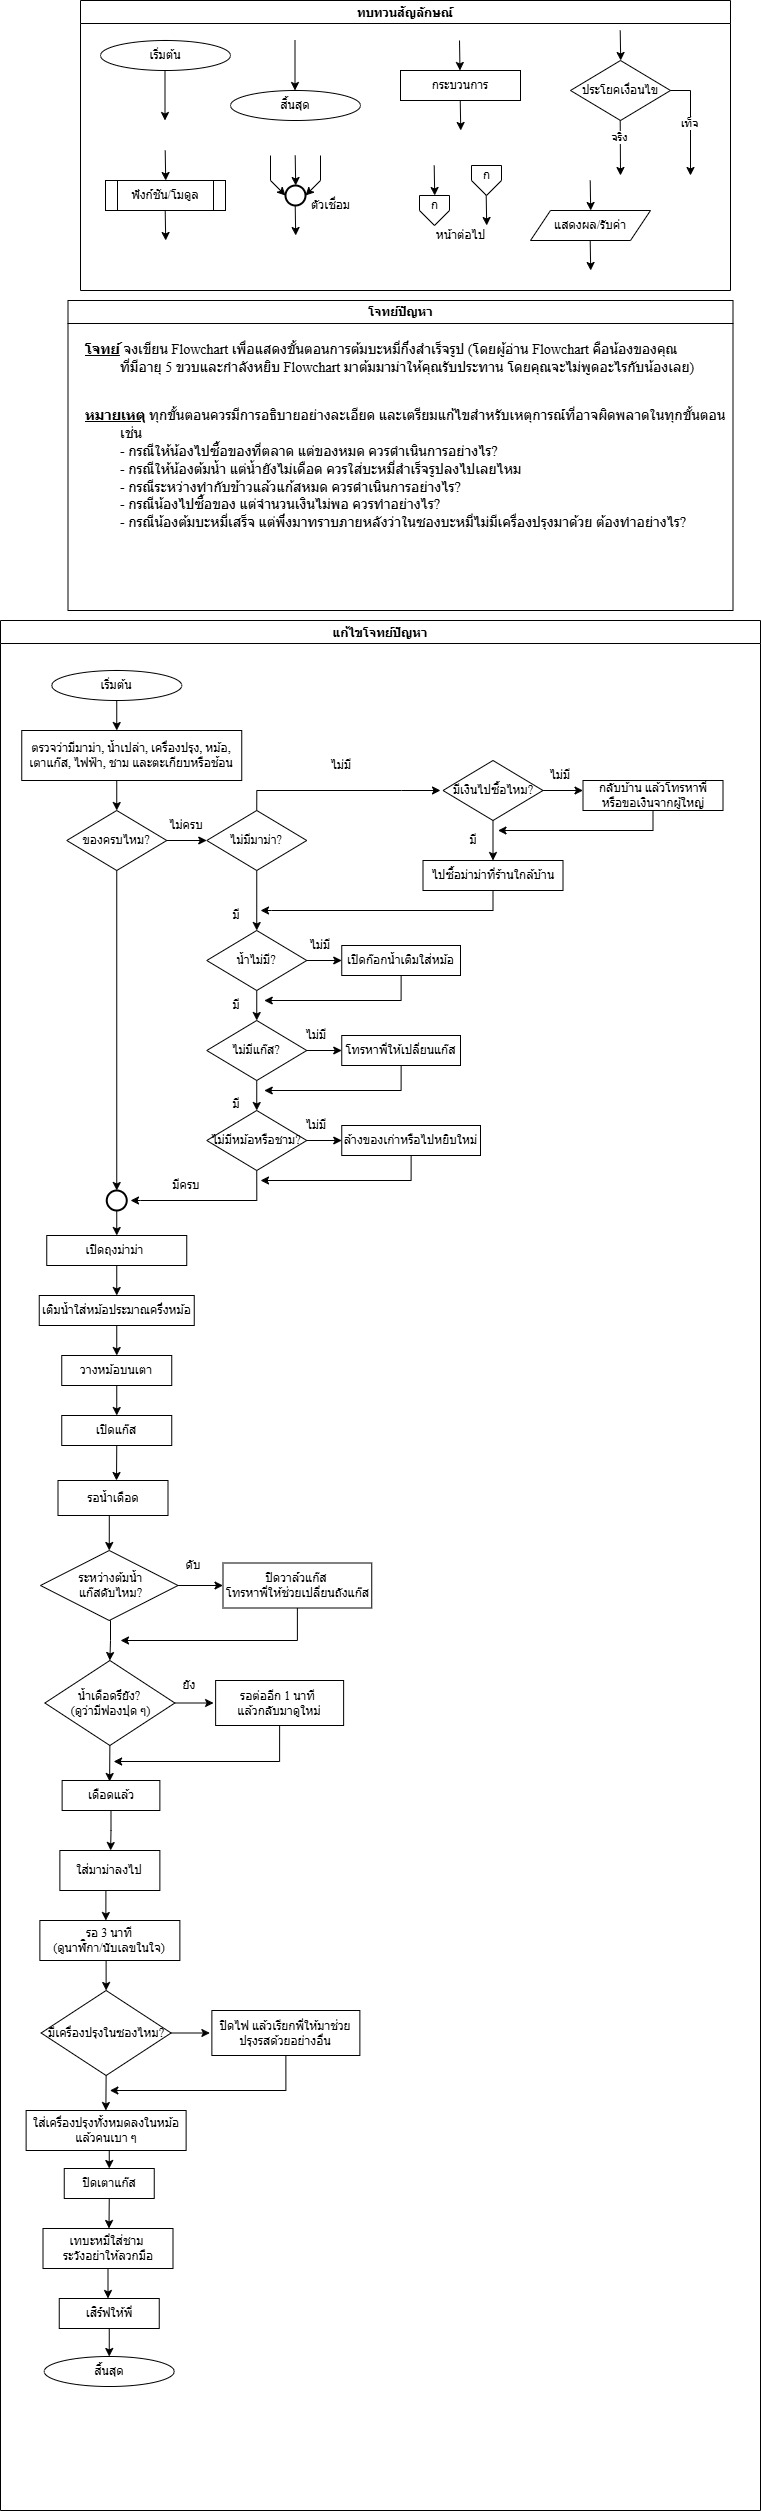 ทบทวนสัญลักษณ์
เริ่มต้น
สิ้นสุด
กระบวนการ
ประโยคเงื่อนไข
จริง
เท็จ
ฟังก์ชัน/โมดูล
ตัวเชื่อม
ก
ก
หน้าต่อไป
แสดงผล/รับค่า
โจทย์ปัญหา
โจทย์ จงเขียน Flowchart เพื่อแสดงขั้นตอนการต้มบะหมี่กึ่งสำเร็จรูป (โดยผู้อ่าน Flowchart คือน้องของคุณ
ที่มีอายุ 5 ขวบและกำลังหยิบ Flowchart มาต้มมาม่าให้คุณรับประทาน โดยคุณจะไม่พูดอะไรกับน้องเลย)
หมายเหตุ ทุกขั้นตอนควรมีการอธิบายอย่างละเอียด และเตรียมแก้ไขสำหรับเหตุการณ์ที่อาจผิดพลาดในทุกขั้นตอน
เช่น
- กรณีให้น้องไปซื้อของที่ตลาด แต่ของหมด ควรดำเนินการอย่างไร?
- กรณีให้น้องต้มน้ำ แต่น้ำยังไม่เดือด ควรใส่บะหมี่สำเร็จรูปลงไปเลยไหม
- กรณีระหว่างทำกับข้าวแล้วแก้สหมด ควรดำเนินการอย่างไร?
- กรณีน้องไปซื้อของ แต่จำนวนเงินไม่พอ ควรทำอย่างไร?
- กรณีน้องต้มบะหมี่เสร็จ แต่พึ่งมาทราบภายหลังว่าในซองบะหมี่ไม่มีเครื่องปรุงมาด้วย ต้องทำอย่างไร?
แก้ไขโจทย์ปัญหา
เริ่มต้น
ตรวจว่ามีมาม่า, น้ำเปล่า, เครื่องปรุง, หม้อ,
เตาแก๊ส, ไฟฟ้า, ชาม และตะเกียบหรือช้อน
ของครบไหม?
ไม่ครบ
ไม่มีมาม่า?
ไม่มี
มีเงินไปซื้อไหม?
ไม่มี
กลับบ้าน แล้วโทรหาพี่
หรือขอเงินจากผู้ใหญ่
มี
ไปซื้อม่าม่าที่ร้านใกล้บ้าน
มี
น้ำไม่มี?
ไม่มี
เปิดก๊อกน้ำเติมใส่หม้อ
มี
ไม่มีแก๊ส?
ไม่มี
โทรหาพี่ให้เปลี่ยนแก๊ส
มี
ไม่มีหม้อหรือชาม?
ไม่มี
ล้างของเก่าหรือไปหยิบใหม่
มีครบ
เปิดถุงม่าม่า
เติมน้ำใส่หม้อประมาณครึ่งหม้อ
วางหม้อบนเตา
เปิดแก๊ส
รอน้ำเดือด
ระหว่างต้มน้ำ
แก๊สดับไหม?
ดับ
ปิดวาล์วแก๊ส
โทรหาพี่ให้ช่วยเปลี่ยนถังแก๊ส
น้ำเดือดรึยัง?
(ดูว่ามีฟองปุด ๆ)
ยัง
รอต่ออีก 1 นาที
แล้วกลับมาดูใหม่
เดือดแล้ว
ใส่มาม่าลงไป
รอ 3 นาที
(ดูนาฬิกา/นับเลขในใจ)
มีเครื่องปรุงในซองไหม?
ปิดไฟ แล้วเรียกพี่ให้มาช่วย
ปรุงรสด้วยอย่างอื่น
ใส่เครื่องปรุงทั้งหมดลงในหม้อ
แล้วคนเบา ๆ
ปิดเตาแก๊ส
เทบะหมี่ใส่ชาม
ระวังอย่าให้ลวกมือ
เสิร์ฟให้พี่
สิ้นสุด